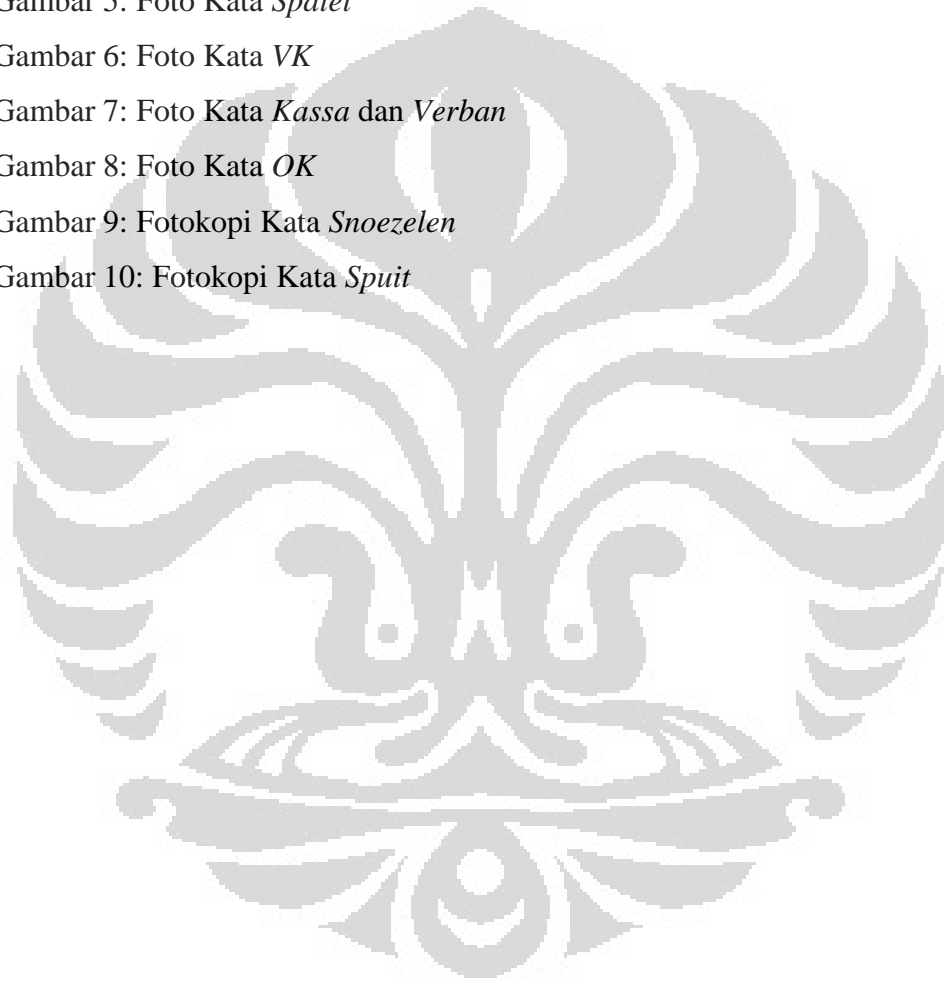 Gambar 5: Foto Kata Spalel
Gambar 6: Foto Kata VK
Gambar 7: Foto Kata Kassa dan Verban
Gambar 8: Foto Kata OK
Gambar 9: Fotokopi Kata Snoezelen
Gambar 10: Fotokopi Kata Spuit